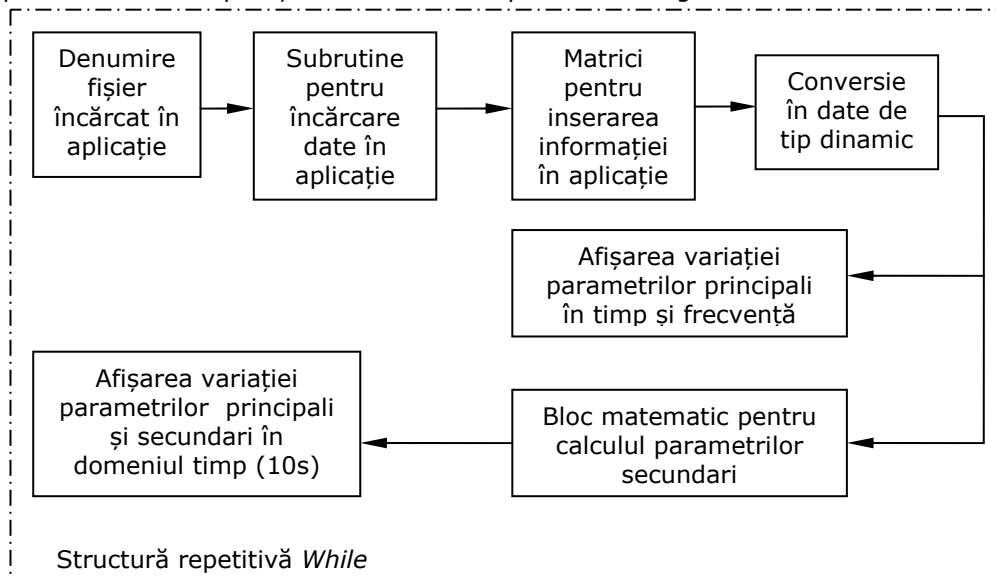 Denumire
fișier
încărcat în
aplicație
Subrutine
pentru
încărcare
date în
aplicație
Matrici
pentru
inserarea
informației
în aplicație
Conversie
în date de
tip dinamic
Afișarea variației
parametrilor principali
în timp și frecvență
Afișarea variației
parametrilor principali
și secundari în
domeniul timp (10s)
Bloc matematic pentru
calculul parametrilor
secundari
Structură repetitivă While